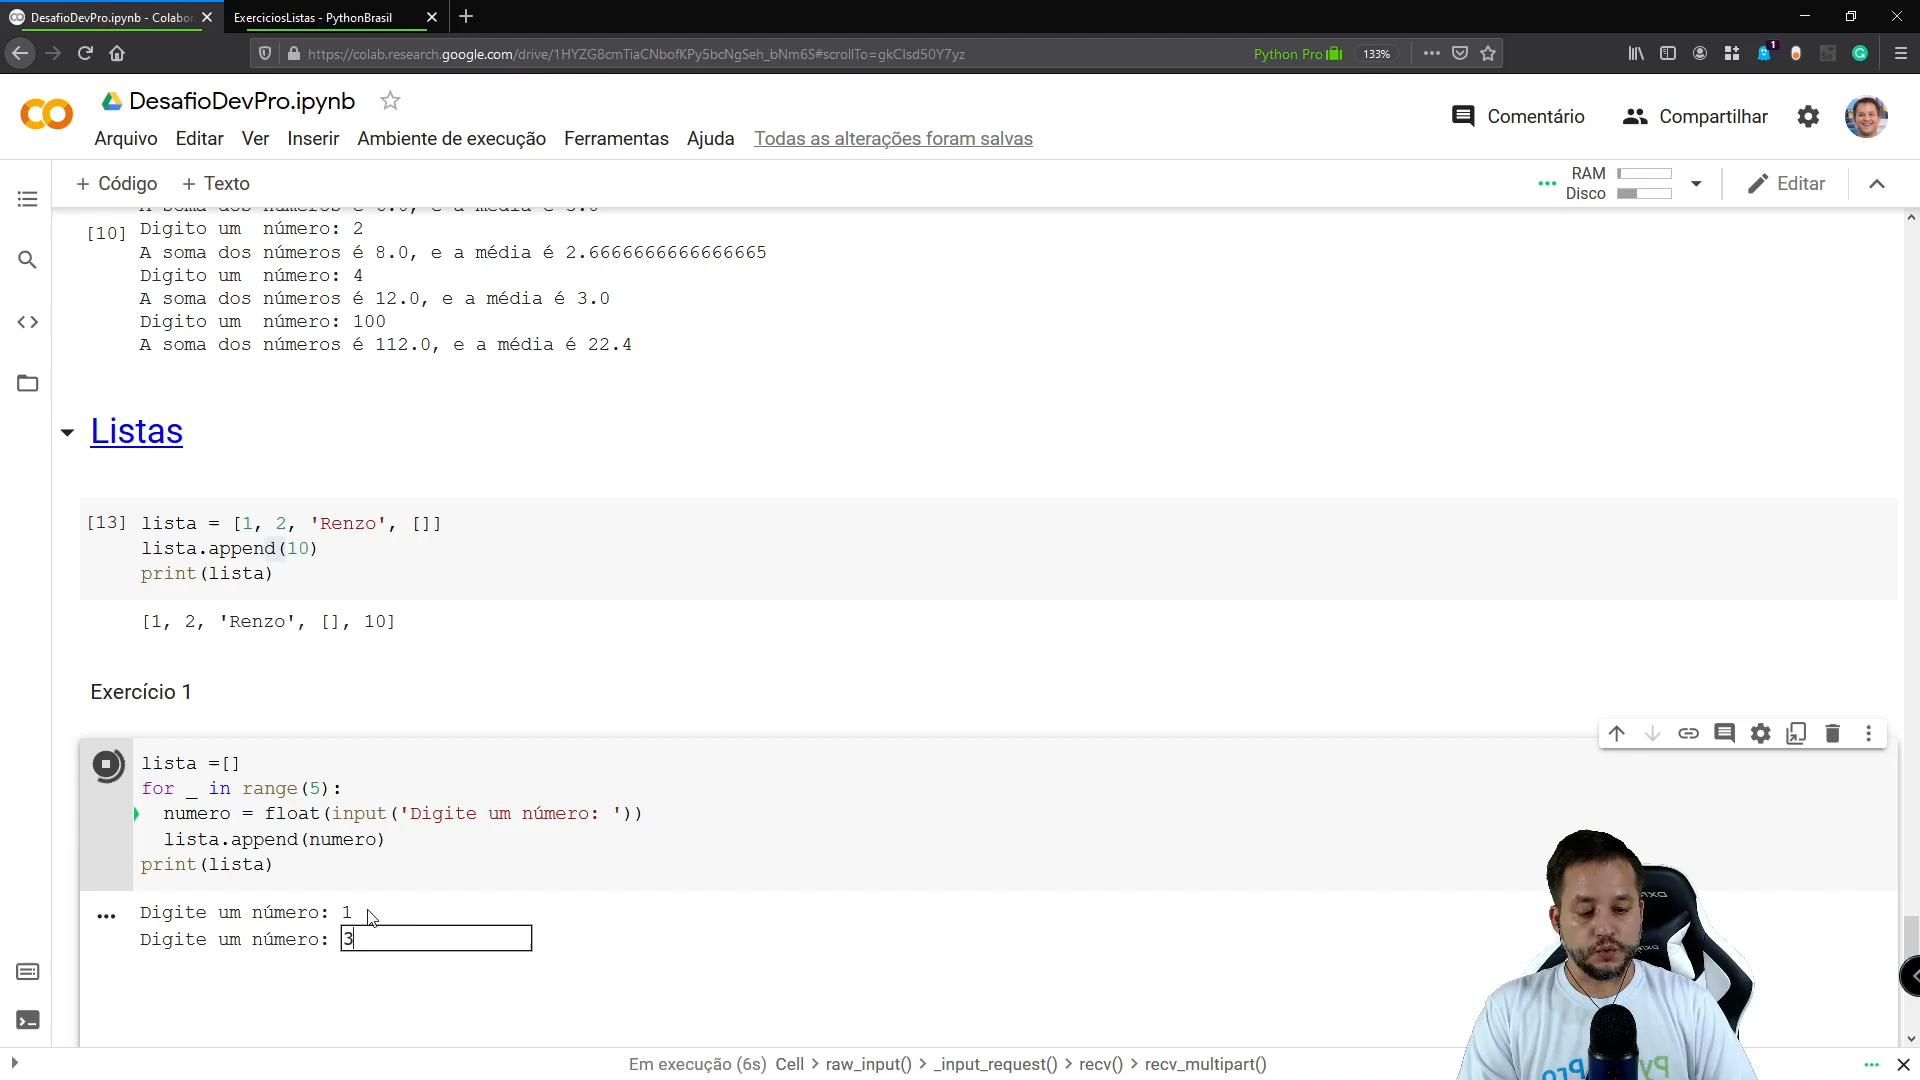 DesafioDevPro.ipynb - Colabor
ExerciciosListas - PythonBrasil
https://colab.research.google.com/drive/1HYZG8cmTiaCNbofKPy5bcNgSeh_bNm6S#scrollTo=gkCIsd50Y7yz
Python Pro
133%
1
DesafioDevPro.ipynb
Comentário
Compartilhar
Arquivo Editar Ver Inserir Ambiente de execução Ferramentas Ajuda Todas as alterações foram salvas
+ Código + Texto
RAM
Disco
Editar
[10] Digito um  número: 2
A soma dos números é 8.0, e a média é 2.6666666666666665
Digito um  número: 4
A soma dos números é 12.0, e a média é 3.0
Digito um  número: 100
A soma dos números é 112.0, e a média é 22.4
Listas
[13] lista = [1, 2, 'Renzo', []]
lista.append(10)
print(lista)
[1, 2, 'Renzo', [], 10]
Exercício 1
lista =[]
for _ in range(5):
  numero = float(input('Digite um número: '))
  lista.append(numero)
print(lista)
Digite um número: 1
Digite um número: 3
Em execução (6s) Cell > raw_input() > _input_request() > recv() > recv_multipart()